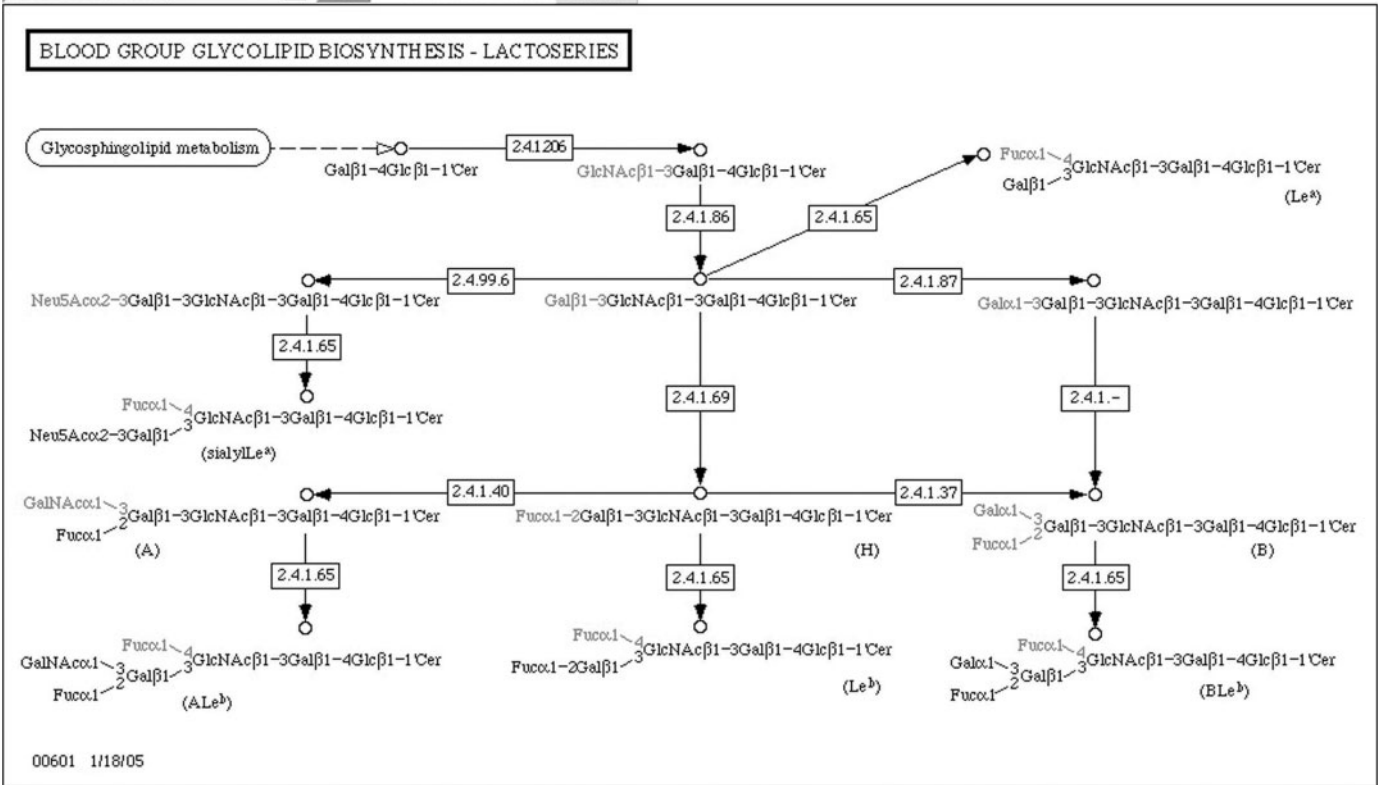 BLOOD GROUP GLYCOLIPID BIOSYNTHESIS - LACTOSERIES
Glycosphingolipid metabolism
2.4.1206
Galβ1-4Glcβ1-1'Cer
GlcNAcβ1-3Galβ1-4Glcβ1-1'Cer
Fucα1 4
GlcNAcβ1-3Galβ1-4Glcβ1-1'Cer
Galβ1 3
(Leᵃ)
2.4.1.86
2.4.1.65
2.4.99.6
2.4.1.87
Neu5Acα2-3Galβ1-3GlcNAcβ1-3Galβ1-4Glcβ1-1'Cer
Galβ1-3GlcNAcβ1-3Galβ1-4Glcβ1-1'Cer
Galα1-3Galβ1-3GlcNAcβ1-3Galβ1-4Glcβ1-1'Cer
2.4.1.65
2.4.1.69
2.4.1.-
Fucα1 4
GlcNAcβ1-3Galβ1-4Glcβ1-1'Cer
Neu5Acα2-3Galβ1 3
(sialylLeᵃ)
2.4.1.40
2.4.1.37
GalNAcα1 3
Galβ1-3GlcNAcβ1-3Galβ1-4Glcβ1-1'Cer
Fucα1 2
(A)
Fucα1-2Galβ1-3GlcNAcβ1-3Galβ1-4Glcβ1-1'Cer
(H)
Galα1 3
Galβ1-3GlcNAcβ1-3Galβ1-4Glcβ1-1'Cer
Fucα1 2
(B)
2.4.1.65
2.4.1.65
2.4.1.65
Fucα1 4
GlcNAcβ1-3Galβ1-4Glcβ1-1'Cer
GalNAcα1 3
Galβ1 3
Fucα1 2
(ALeᵇ)
Fucα1 4
GlcNAcβ1-3Galβ1-4Glcβ1-1'Cer
Fucα1-2Galβ1 3
(Leᵇ)
Fucα1 4
GlcNAcβ1-3Galβ1-4Glcβ1-1'Cer
Galα1 3
Galβ1 3
Fucα1 2
(BLeᵇ)
00601 1/18/05